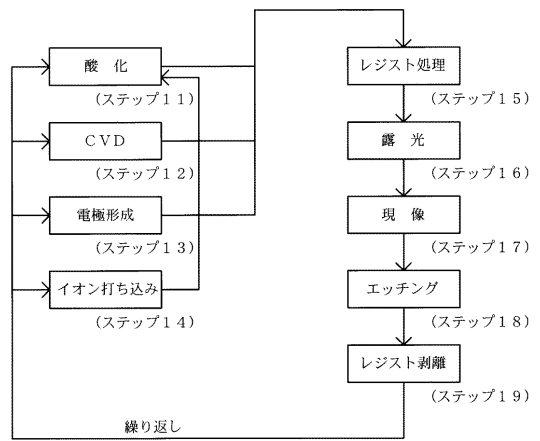 酸　化
(ステップ１１)
ＣＶＤ
(ステップ１２)
電極形成
(ステップ１３)
イオン打ち込み
(ステップ１４)
レジスト処理
(ステップ１５)
露　光
(ステップ１６)
現　像
(ステップ１７)
エッチング
(ステップ１８)
レジスト剥離
(ステップ１９)
繰り返し